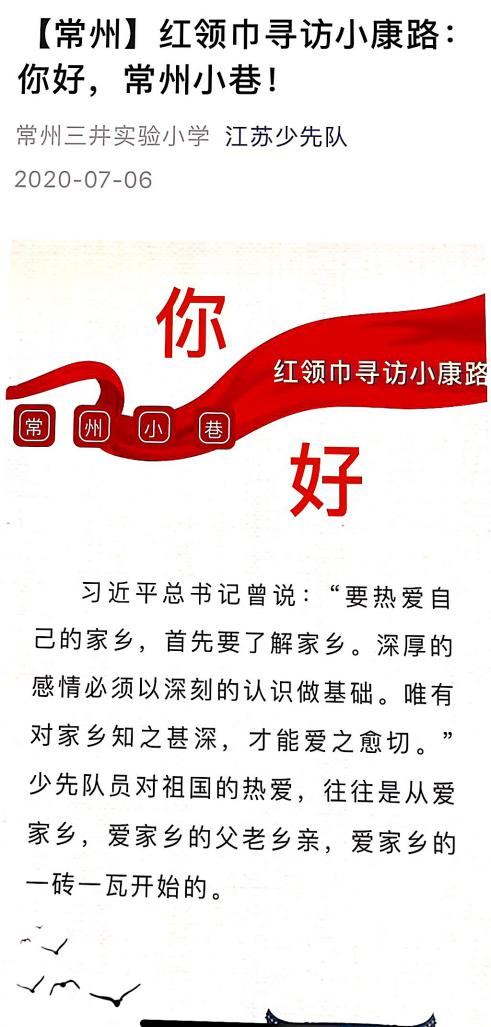 【常州】红领巾寻访小康路：
你好，常州小巷！
常州三井实验小学 江苏少先队
2020-07-06
你
红领巾寻访小康路
常州小巷
好
习近平总书记曾说：“要热爱自
己的家乡，首先要了解家乡。深厚的
感情必须以深刻的认识做基础。唯有
对家乡知之甚深，才能爱之愈切。”
少先队员对祖国的热爱，往往是从爱
家乡，爱家乡的父老乡亲，爱家乡的
一砖一瓦开始的。